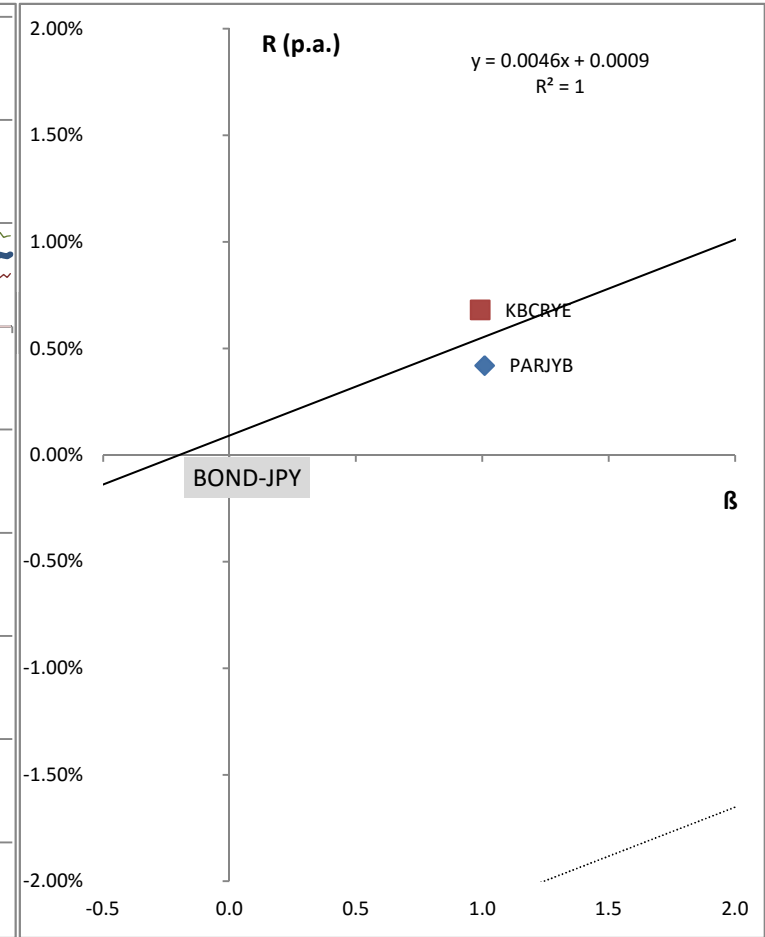 2.00%
R (p.a.)
y = 0.0046x + 0.0009
R² = 1
1.50%
1.00%
KBCRYE
0.50%
PARJYB
0.00%
BOND-JPY
ß
-0.50%
-1.00%
-1.50%
-2.00%
-0.5 0.0 0.5 1.0 1.5 2.0